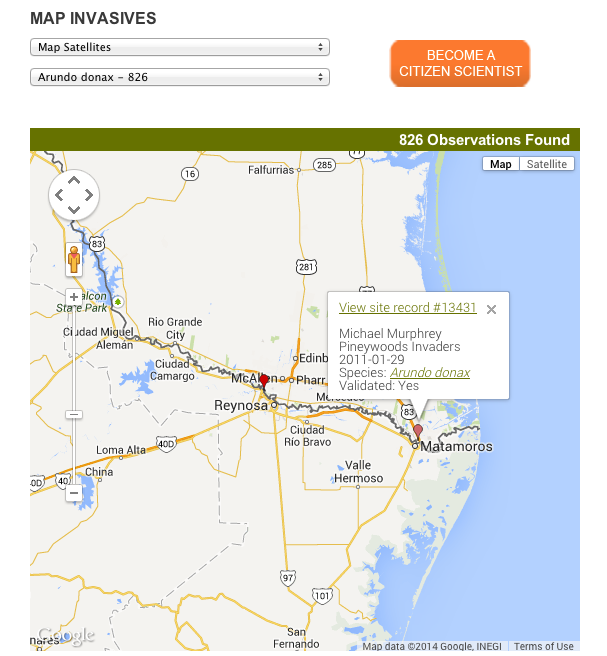 MAP INVASIVES
Map Satellites
BECOME A
CITIZEN SCIENTIST
Arundo donax - 826
826 Observations Found
Map
Satellite
Falfurrias
285
16
83
281
State Park
Ciudad Miguel
Alemán
Rio Grande
City
Ciudad
Camargo
McAllen
Pharr
Edinb
Reynosa
Ciudad
Río Bravo
View site record #13431
Michael Murphrey
Pineywoods Invaders
2011-01-29
Species: Arundo donax
Validated: Yes
83
Matamoros
Loma Alta
40D
China
40
Valle
Hermoso
97
101
San
Fernando
Google
Map data ©2014 Google, INEGI
Terms of Use